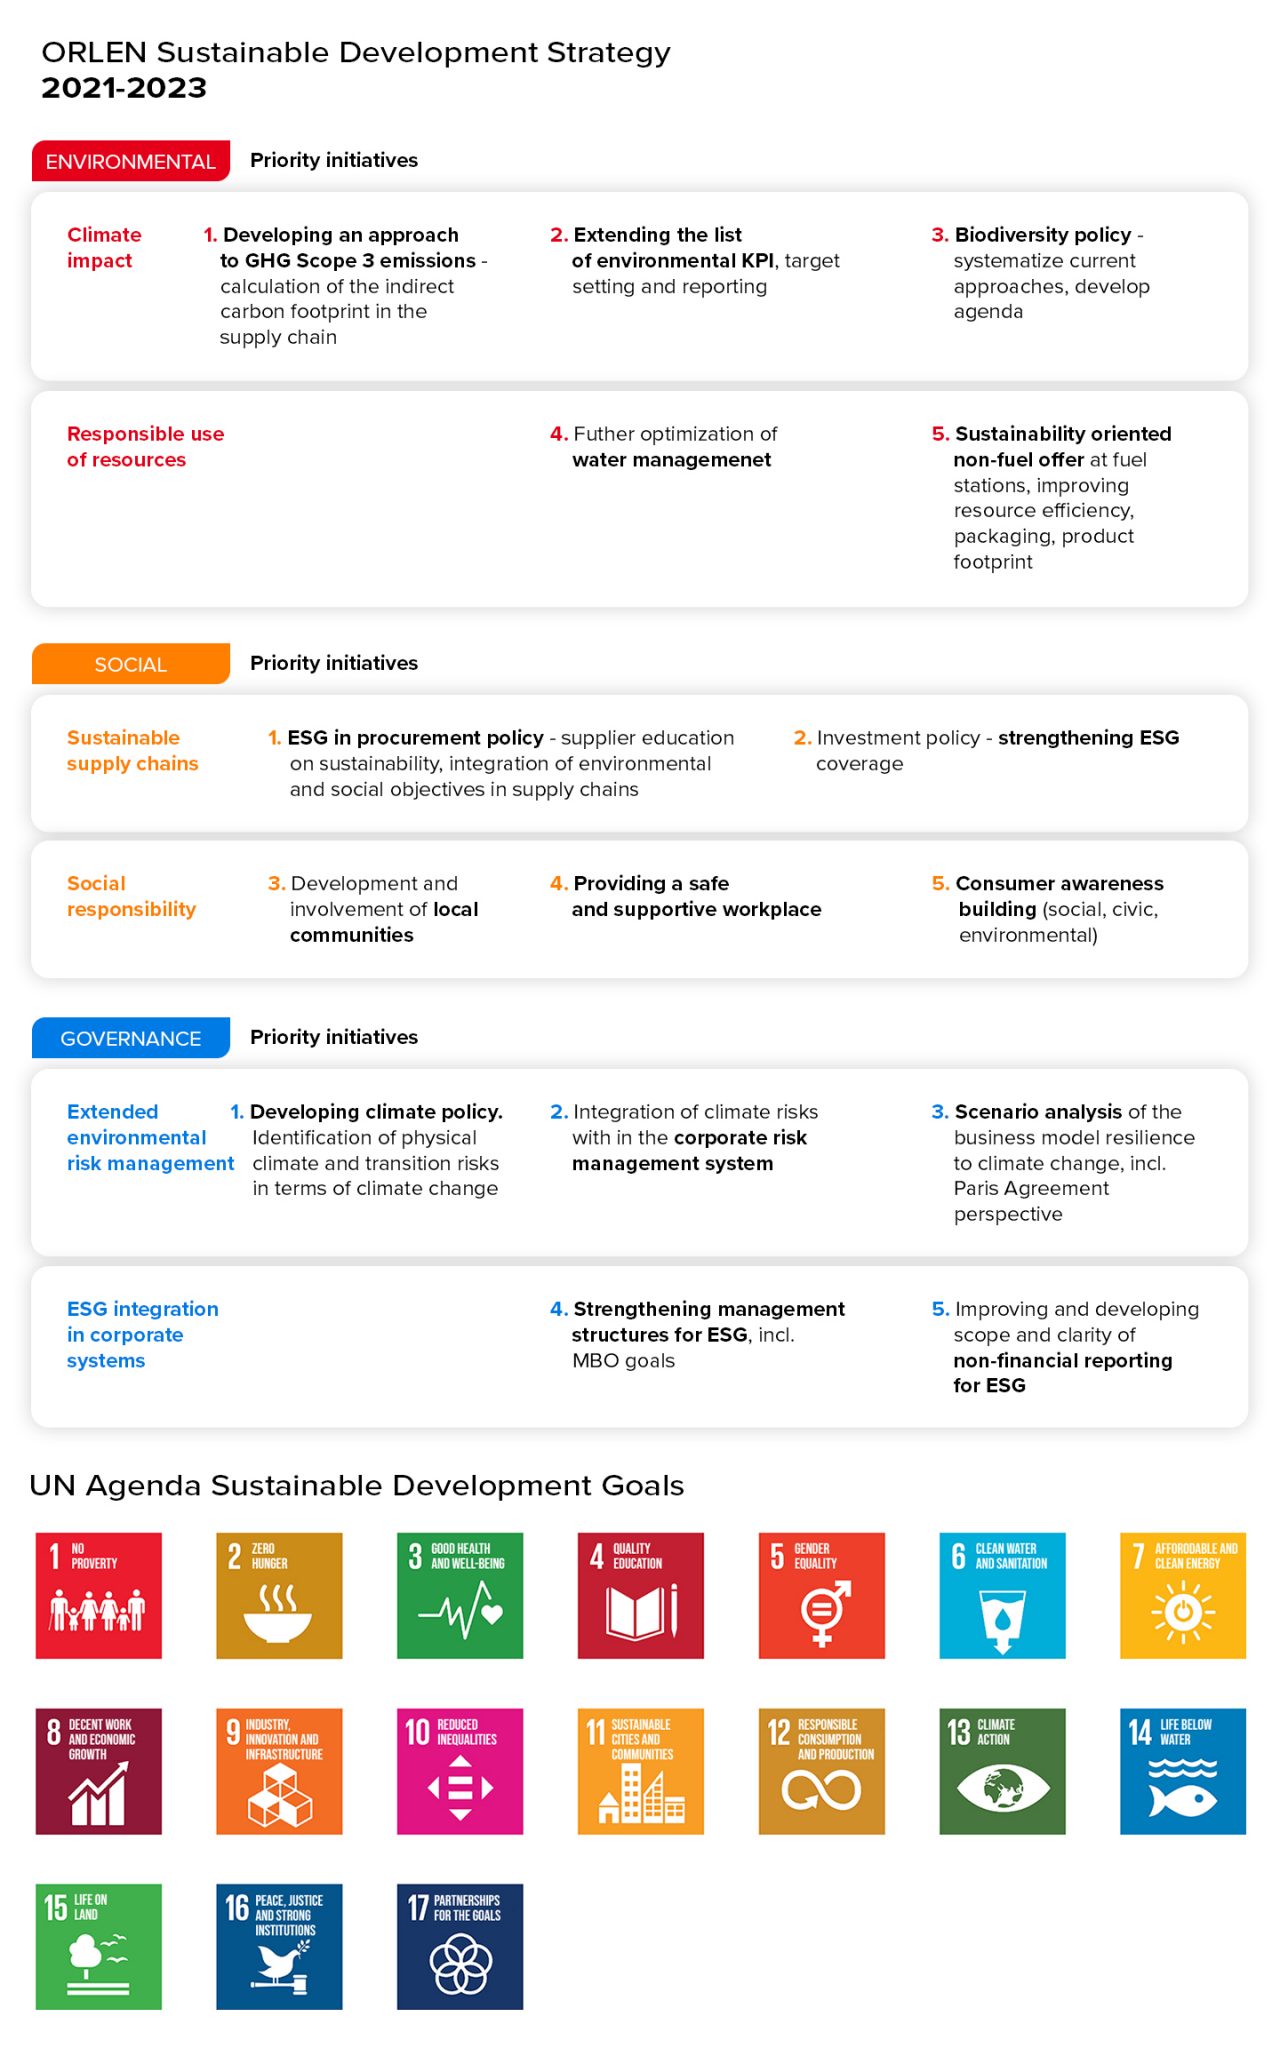 ORLEN Sustainable Development Strategy
2021-2023
ENVIRONMENTAL
Priority initiatives
Climate
impact
1. Developing an approach
to GHG Scope 3 emissions -
calculation of the indirect
carbon footprint in the
supply chain
2. Extending the list
of environmental KPI, target
setting and reporting
3. Biodiversity policy -
systematize current
approaches, develop
agenda
Responsible use
of resources
4. Futher optimization of
water managemenet
5. Sustainability oriented
non-fuel offer at fuel
stations, improving
resource efficiency,
packaging, product
footprint
SOCIAL
Priority initiatives
Sustainable
supply chains
1. ESG in procurement policy - supplier education
on sustainability, integration of environmental
and social objectives in supply chains
2. Investment policy - strengthening ESG
coverage
Social
responsibility
3. Development and
involvement of local
communities
4. Providing a safe
and supportive workplace
5. Consumer awareness
building (social, civic,
environmental)
GOVERNANCE
Priority initiatives
Extended
environmental
risk management
1. Developing climate policy.
Identification of physical
climate and transition risks
in terms of climate change
2. Integration of climate risks
with in the corporate risk
management system
3. Scenario analysis of the
business model resilience
to climate change, incl.
Paris Agreement
perspective
ESG integration
in corporate
systems
4. Strengthening management
structures for ESG, incl.
MBO goals
5. Improving and developing
scope and clarity of
non-financial reporting
for ESG
UN Agenda Sustainable Development Goals
1 NO
PROVERTY
2 ZERO
HUNGER
3 GOOD HEALTH
AND WELL-BEING
4 QUALITY
EDUCATION
5 GENDER
EQUALITY
6 CLEAN WATER
AND SANITATION
7 AFFORODABLE AND
CLEAN ENERGY
8 DECENT WORK
AND ECONOMIC
GROWTH
9 INDUSTRY,
INNOVATION AND
INFRASTRUCTURE
10 REDUCED
INEQUALITIES
11 SUSTAINABLE
CITIES AND
COMMUNITIES
12 RESPONSIBLE
CONSUMPTION
AND PRODUCTION
13 CLIMATE
ACTION
14 LIFE BELOW
WATER
15 LIFE ON
LAND
16 PEACE, JUSTICE
AND STRONG
INSTITUTIONS
17 PARTNERSHIPS
FOR THE GOALS